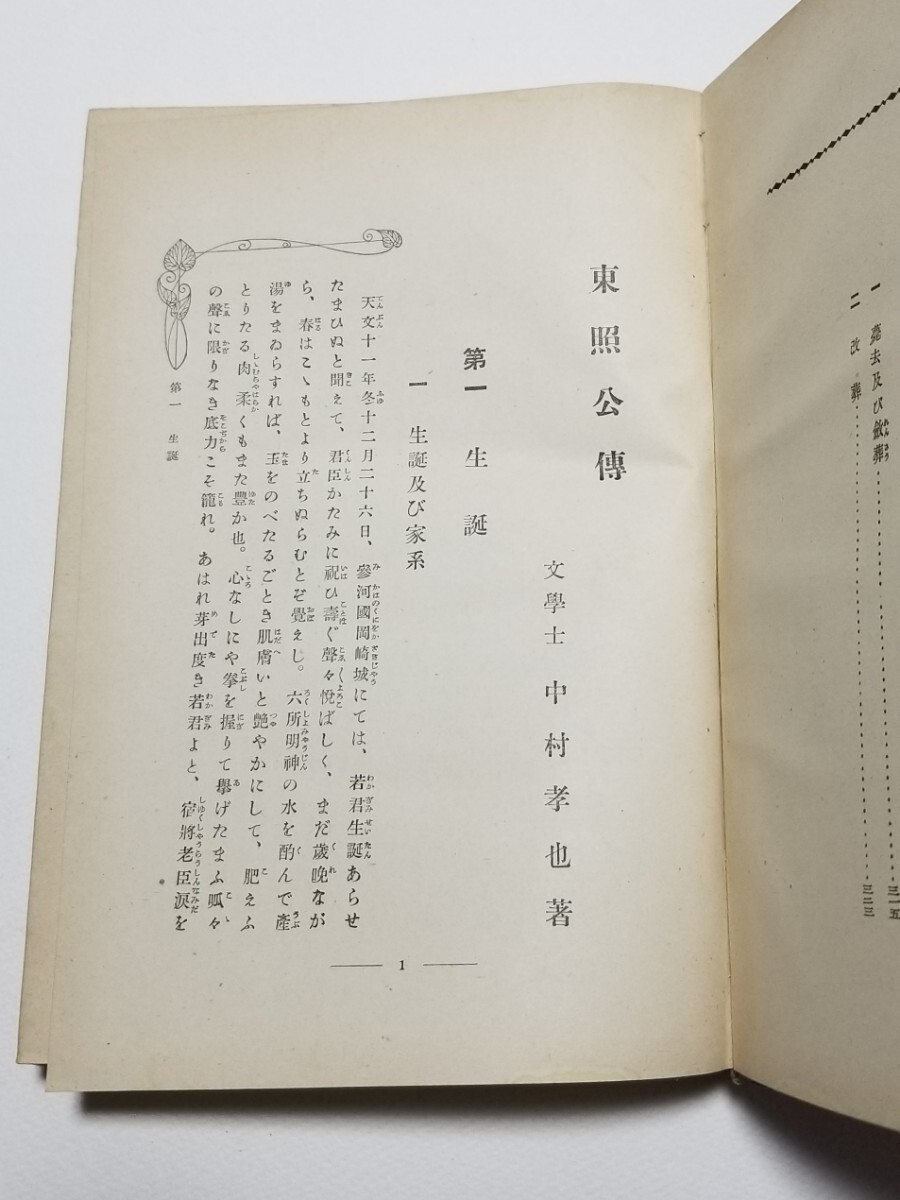 一 薨去及び斂葬 三一五
二 改葬 三二三
東照公傳
文學士 中村孝也著
第一 生誕
一 生誕及び家系
天文十一年冬十二月二十六日、參河國岡崎城にては、若君生誕あらせ
たまひぬと聞えて、君臣かたみに祝ひ壽ぐ聲々悅ばしく、まだ歲晚なが
ら、春はこゝもとより立ちぬらむとぞ覺えし。六所明神の水を酌んで產
湯をまゐらすれば、玉をのべたるごとき肌膚いと艷やかにして、肥えふ
とりたる肉柔くもまた豐か也。心なしにや拳を握りて擧げたまふ呱々
の聲に限りなき底力こそ籠れ。あはれ芽出度き若君よと、宿將老臣淚を
第一 生誕
1